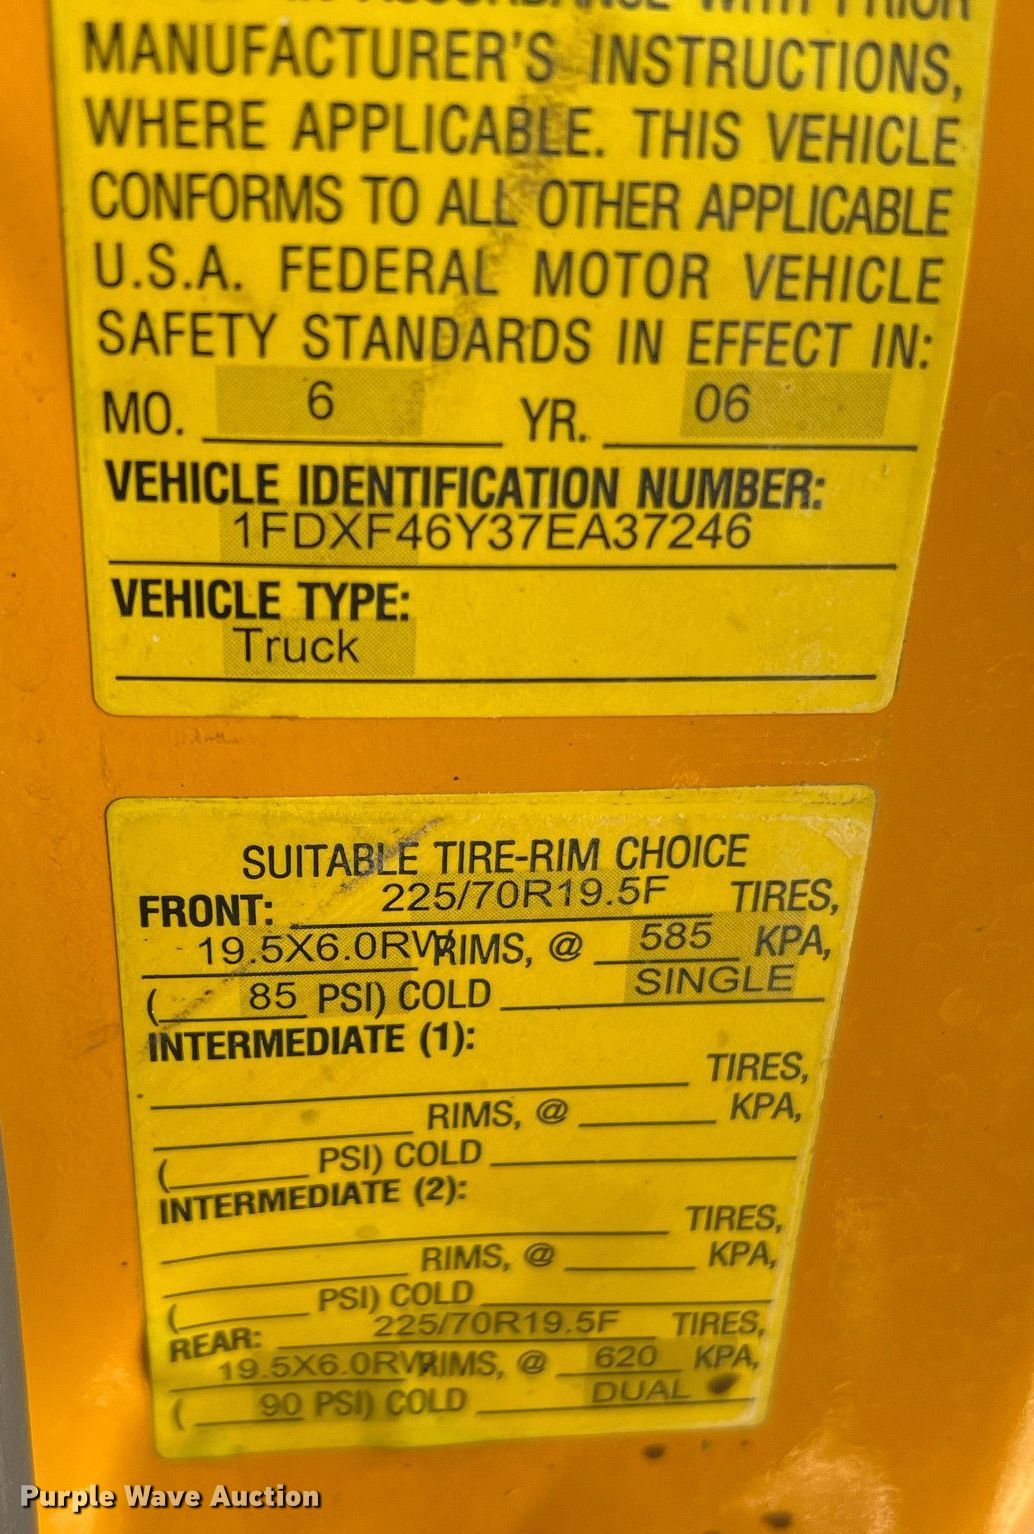 IN ACCORDANCE WITH PRIOR
MANUFACTURER'S INSTRUCTIONS,
WHERE APPLICABLE. THIS VEHICLE
CONFORMS TO ALL OTHER APPLICABLE
U.S.A. FEDERAL MOTOR VEHICLE
SAFETY STANDARDS IN EFFECT IN:
MO. 6 YR. 06
VEHICLE IDENTIFICATION NUMBER:
1FDXF46Y37EA37246
VEHICLE TYPE:
Truck
SUITABLE TIRE-RIM CHOICE
FRONT: 225/70R19.5F TIRES,
19.5X6.0RW RIMS, @ 585 KPA,
( 85 PSI) COLD SINGLE
INTERMEDIATE (1):
TIRES,
RIMS, @ KPA,
( PSI) COLD
INTERMEDIATE (2):
TIRES,
RIMS, @ KPA,
( PSI) COLD
REAR: 225/70R19.5F TIRES,
19.5X6.0RW RIMS, @ 620 KPA,
( 90 PSI) COLD DUAL
Purple Wave Auction